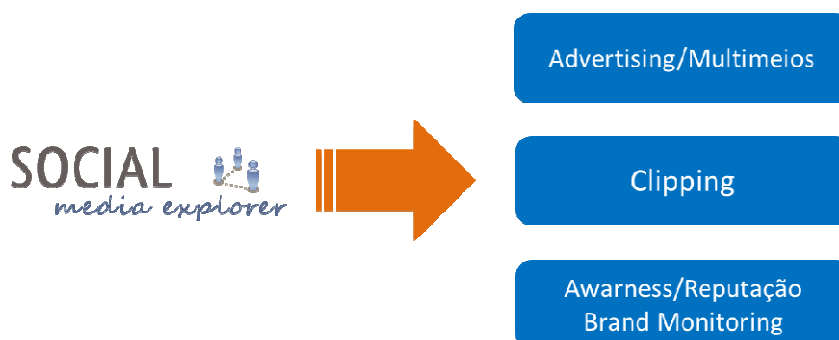 SOCIAL
media explorer
Advertising/Multimeios
Clipping
Awarness/Reputação
Brand Monitoring